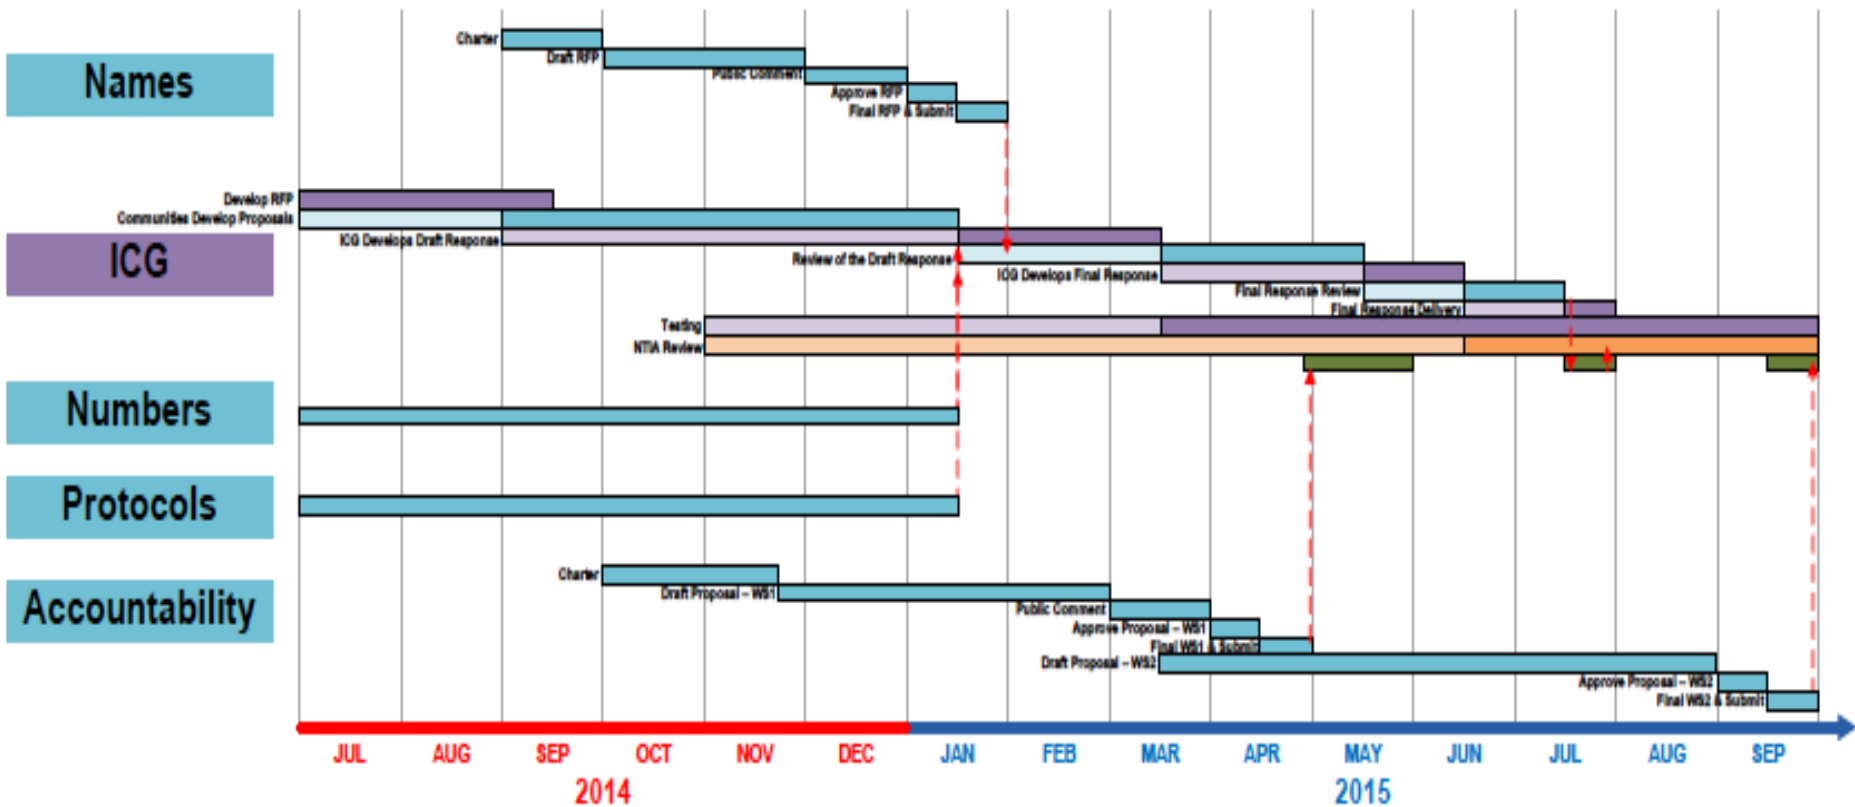 Names
Charter
Draft RFP
Public Comment
Approve RFP
Final RFP & Submit
ICG
Develop RFP
Communities Develop Proposals
ICG Develops Draft Response
Review of the Draft Response
ICG Develops Final Response
Final Response Review
Final Response Delivery
Testing
NTIA Review
Numbers
Protocols
Accountability
Charter
Draft Proposal – WS1
Public Comment
Approve Proposal – WS1
Final WS1 & Submit
Draft Proposal – WS2
Approve Proposal – WS2
Final WS2 & Submit
JUL AUG SEP OCT NOV DEC JAN FEB MAR APR MAY JUN JUL AUG SEP
2014 2015